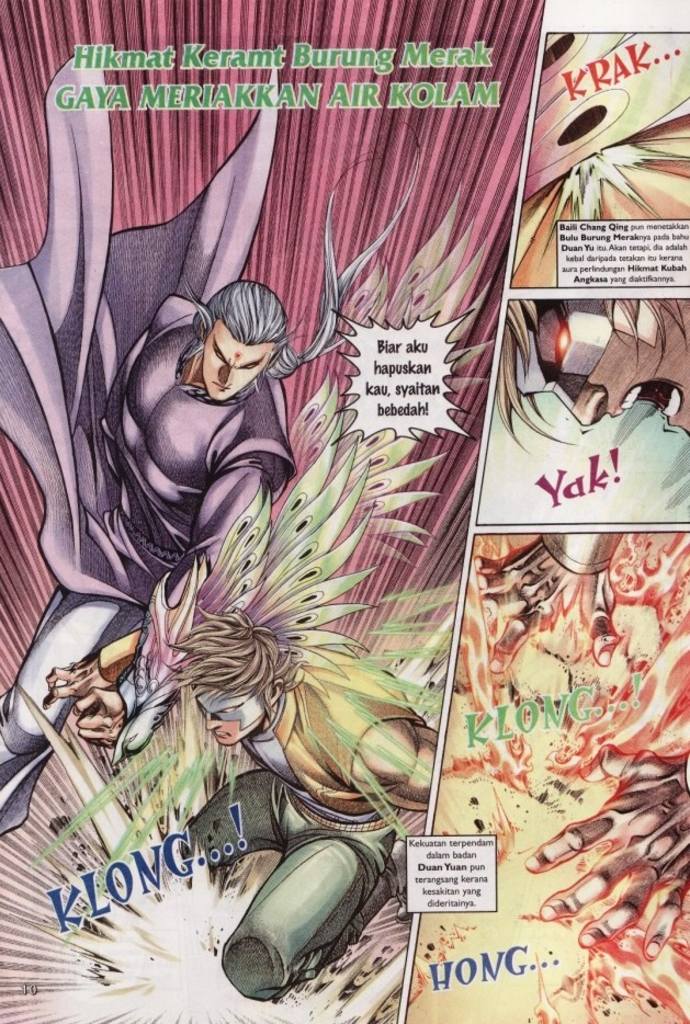 Hikmat Keramt Burung Merak
GAYA MERIAKKAN AIR KOLAM
Biar aku
hapuskan
kau, syaitan
bebedah!
KLONG...!
KRAK...
Baili Chang Qing pun menetakkan
Bulu Burung Meraknya pada bahu
Duan Yu itu. Akan tetapi, dia adalah
kebal daripada tetakan itu kerana
aura perlindungan Hikmat Kubah
Angkasa yang diaktifkannya.
Yak!
KLONG...!
Kekuatan terpendam
dalam badan
Duan Yuan pun
terangsang kerana
kesakitan yang
dideritainya.
HONG...
10